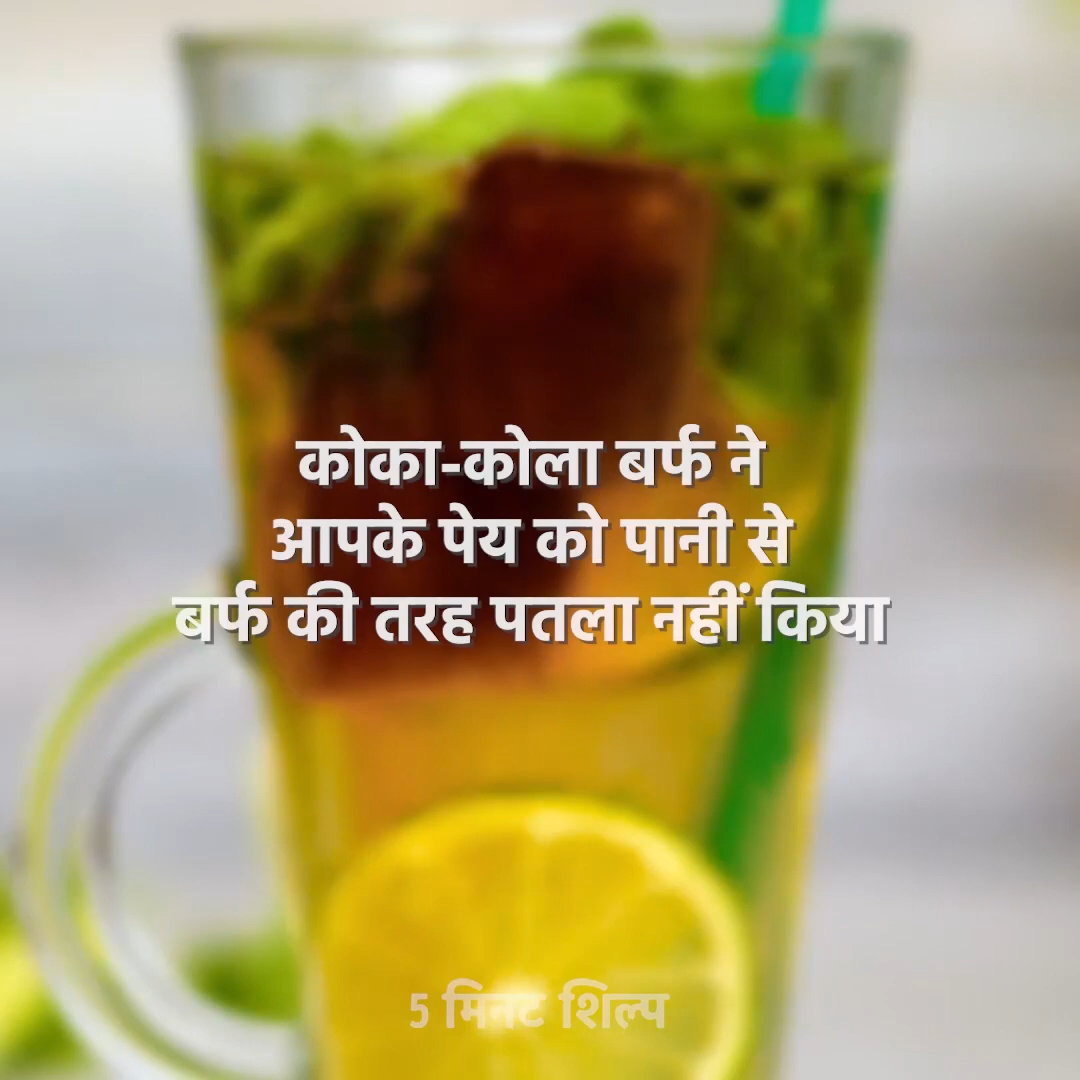 कोका-कोला बर्फ ने
आपके पेय को पानी से
बर्फ की तरह पतला नहीं किया
5 मिनट शिल्प